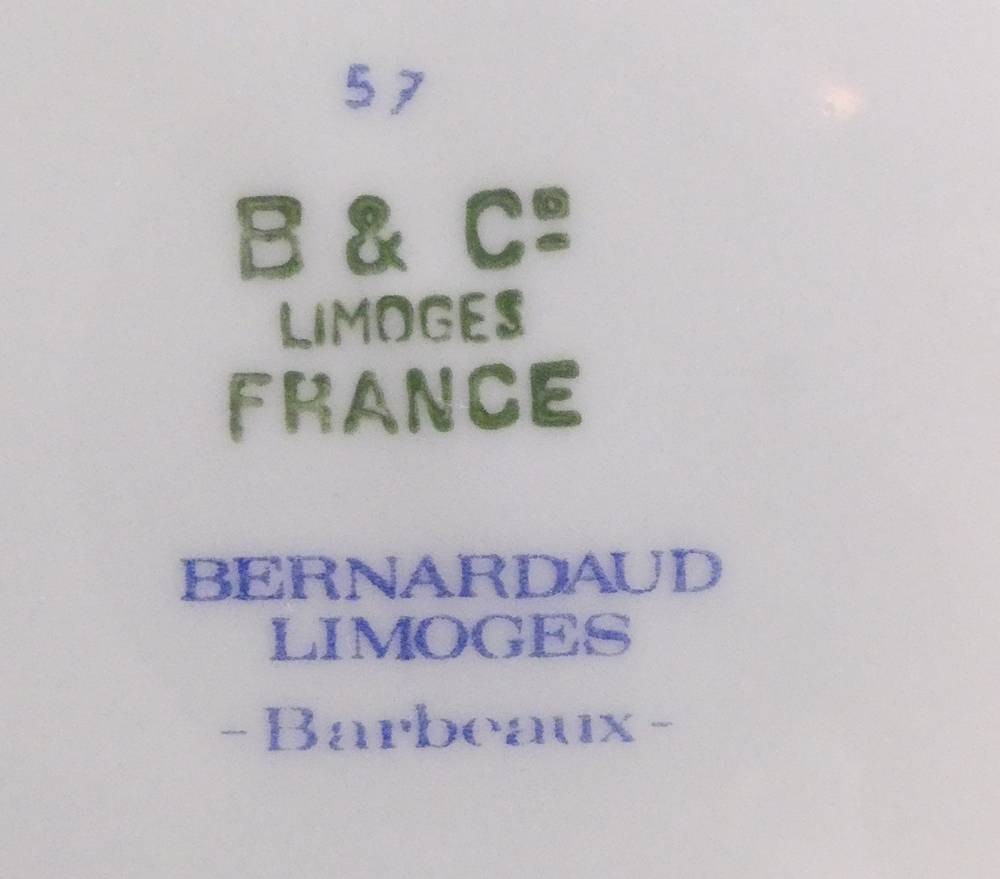 57
B & Cº
LIMOGES
FRANCE
BERNARDAUD
LIMOGES
- Barbeaux -